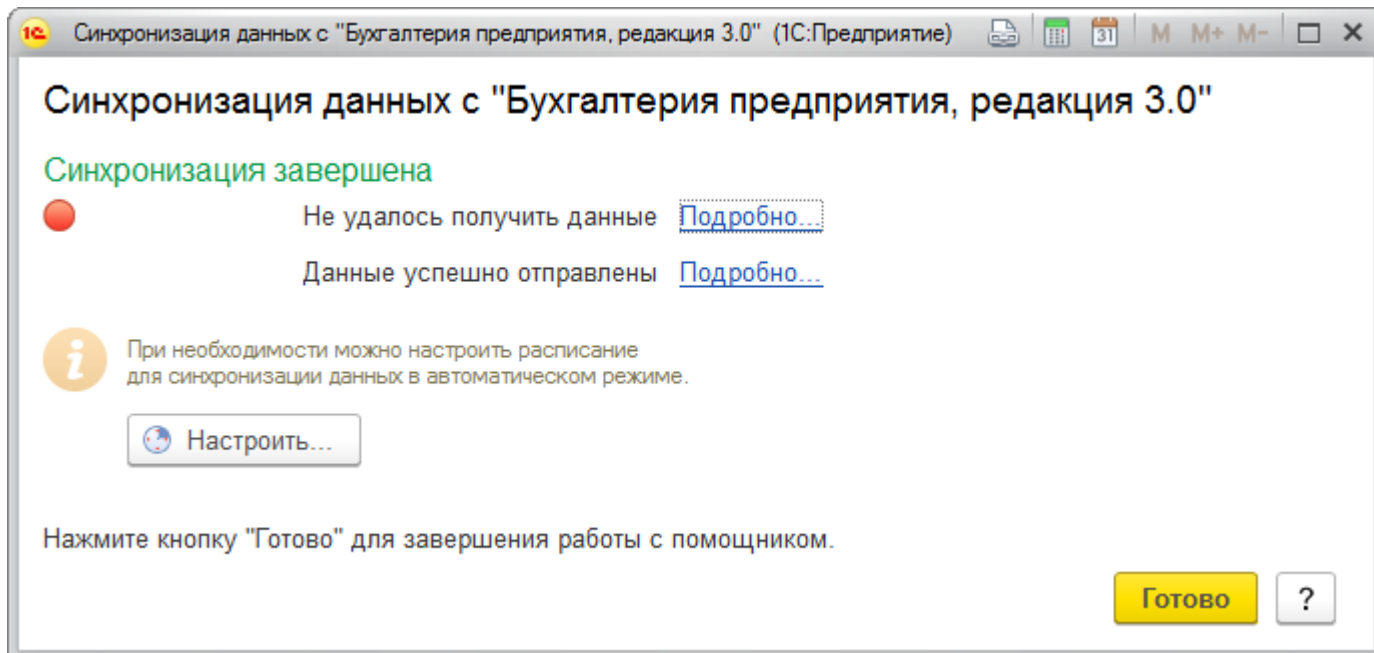 1С Синхронизация данных с "Бухгалтерия предприятия, редакция 3.0" (1С:Предприятие) 31 M M+ M-
Синхронизация данных с "Бухгалтерия предприятия, редакция 3.0"
Синхронизация завершена
Не удалось получить данные Подробно...
Данные успешно отправлены Подробно...
i При необходимости можно настроить расписание
для синхронизации данных в автоматическом режиме.
Настроить...
Нажмите кнопку "Готово" для завершения работы с помощником.
Готово ?